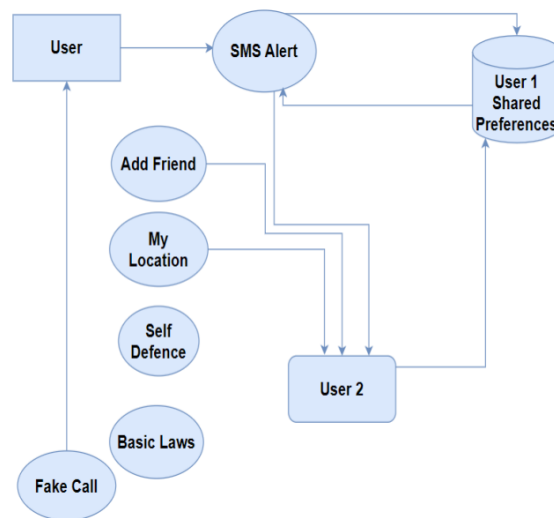 User
SMS Alert
User 1
Shared
Preferences
Add Friend
My
Location
Self
Defence
User 2
Basic Laws
Fake Call